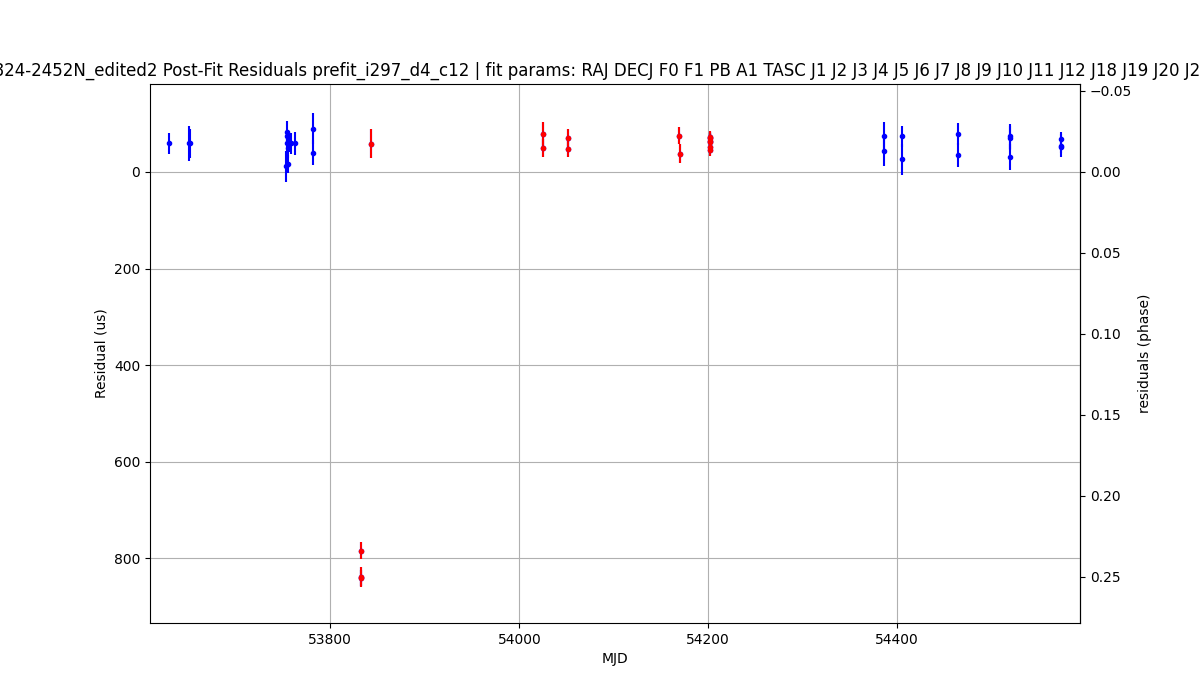 824-2452N_edited2 Post-Fit Residuals prefit_i297_d4_c12 | fit params: RAJ DECJ F0 F1 PB A1 TASC J1 J2 J3 J4 J5 J6 J7 J8 J9 J10 J11 J12 J18 J19 J20 J2
−0.05
0 0.00
200 0.05
400 0.10
600 0.15
800 0.20
0.25
Residual (us)
residuals (phase)
53800 54000 54200 54400
MJD